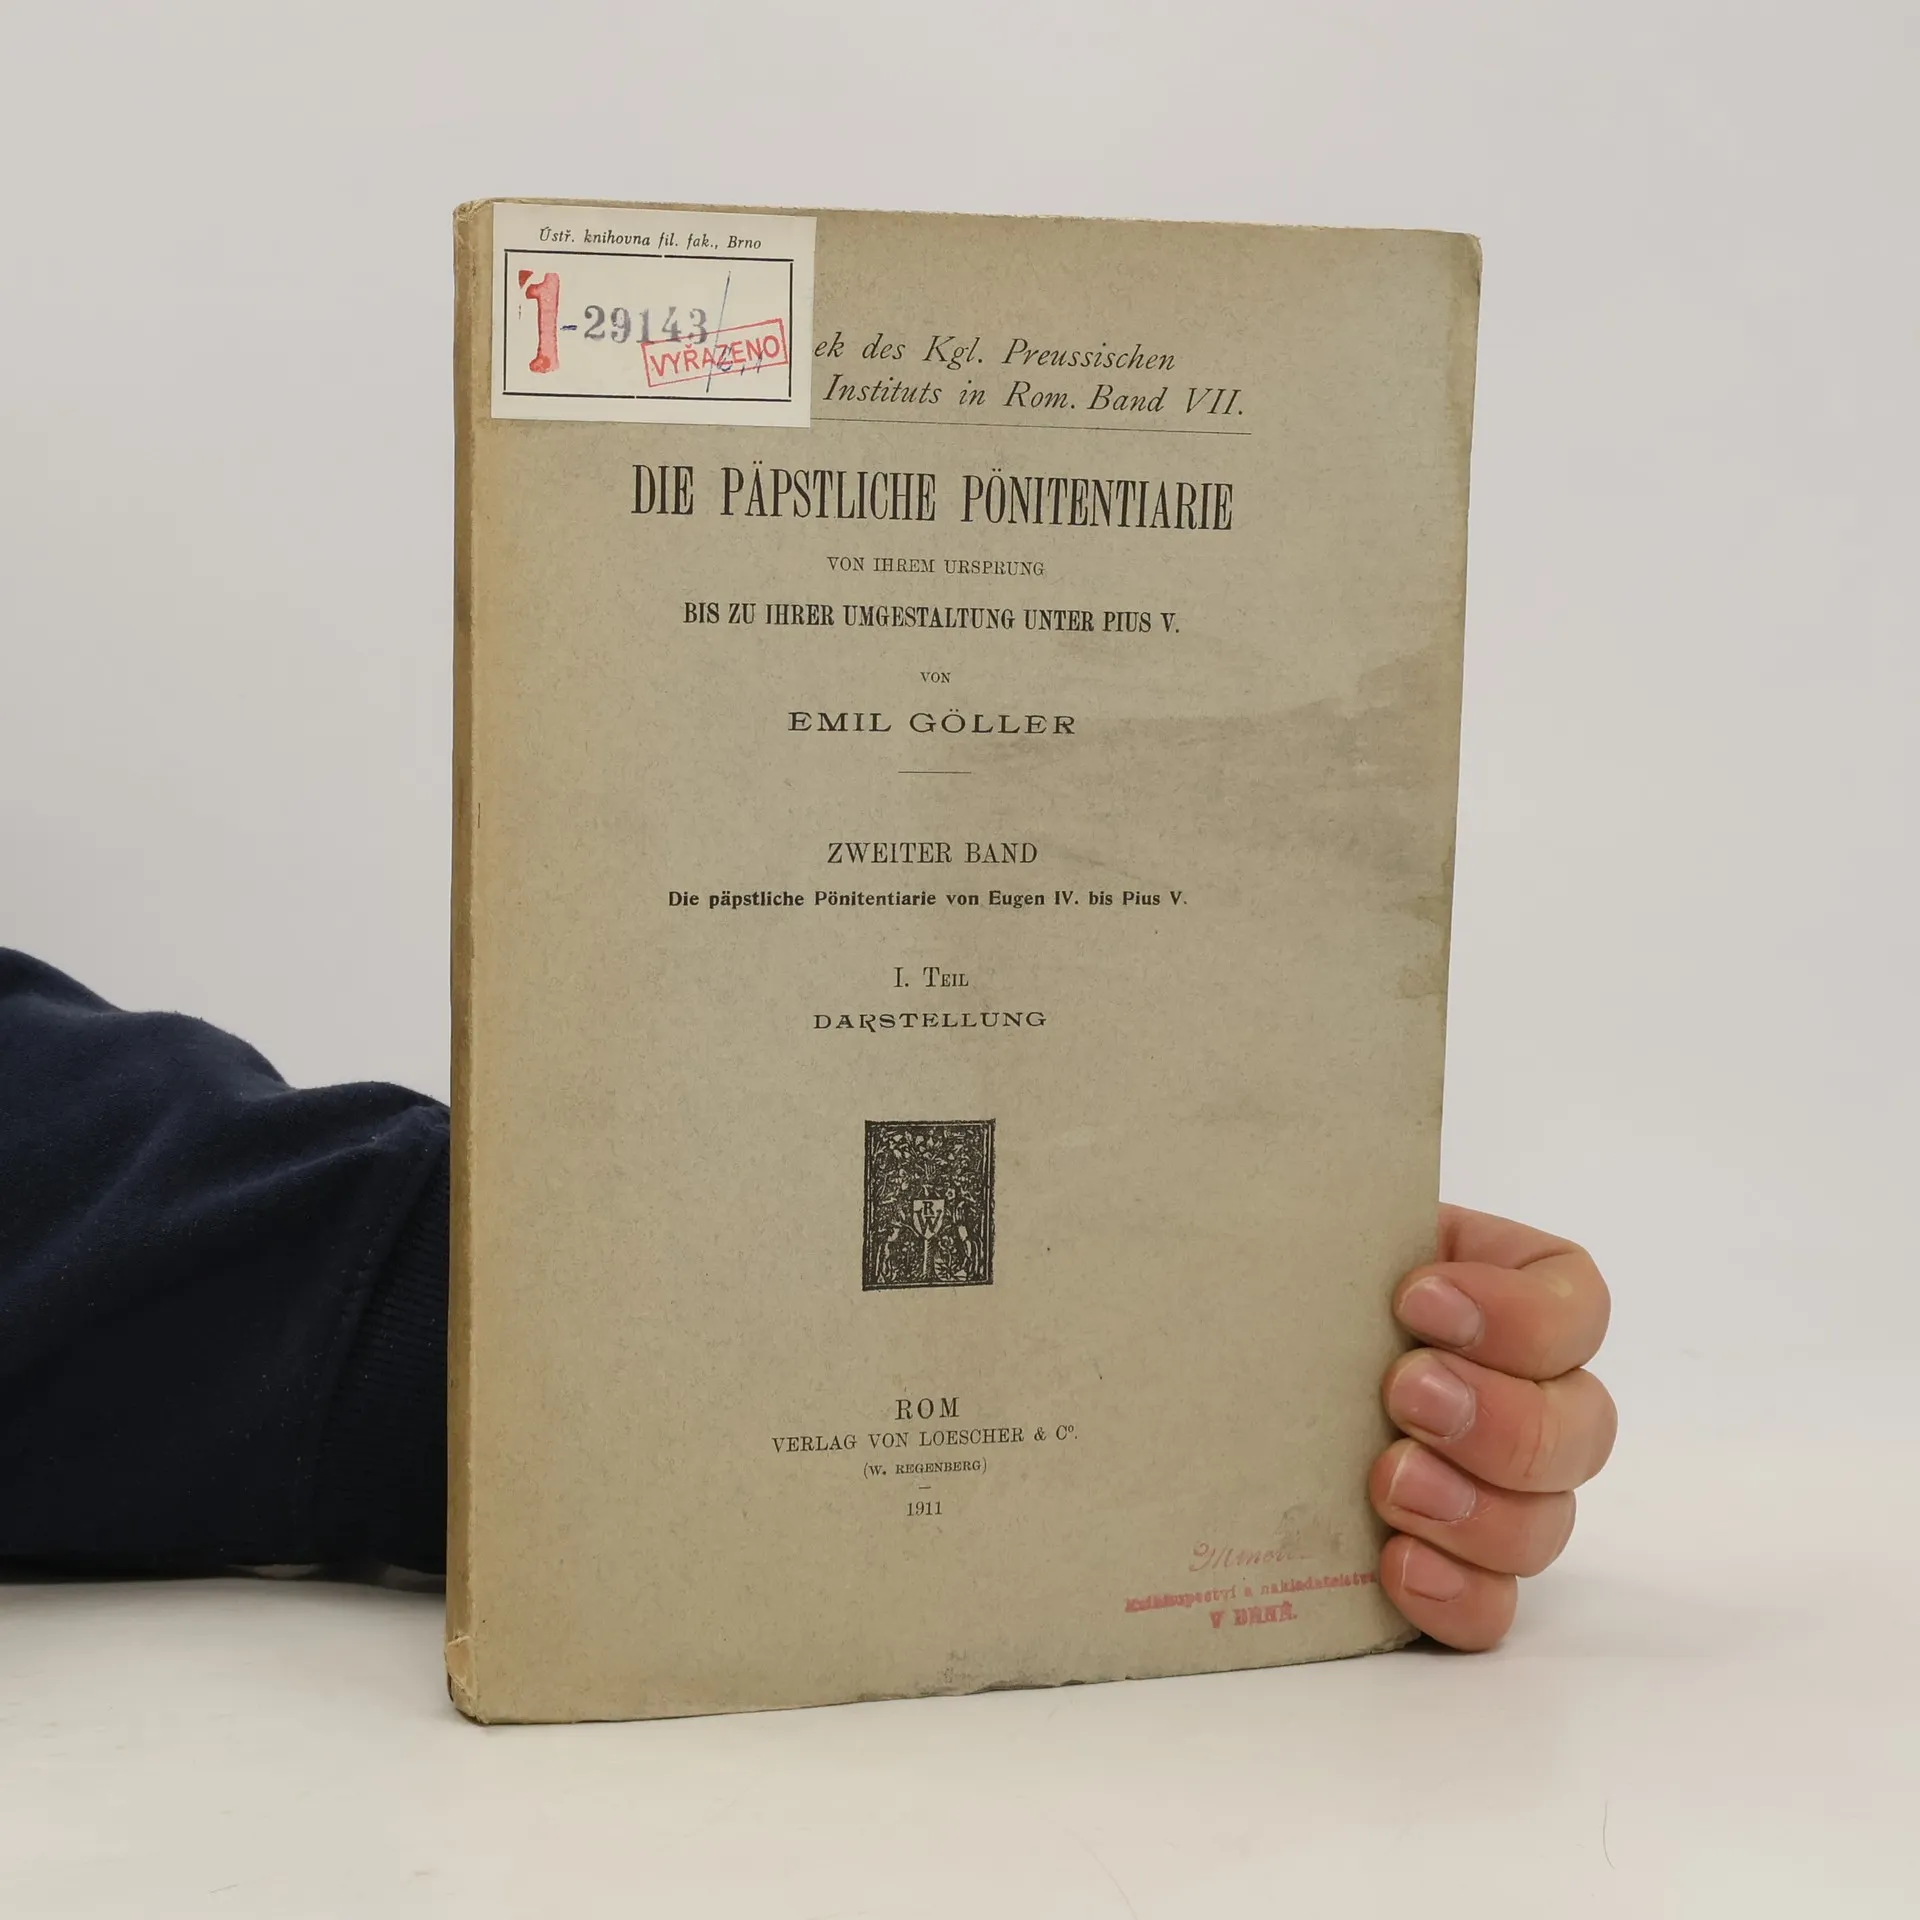 Ústř. knihovna fil. fak., Brno
1-29143/
VYŘAZENO
ek des Kgl. Preussischen
Instituts in Rom. Band VII.
DIE PÄPSTLICHE PÖNITENTIARIE
VON IHREM URSPRUNG
BIS ZU IHRER UMGESTALTUNG UNTER PIUS V.
VON
EMIL GÖLLER
ZWEITER BAND
Die päpstliche Pönitentiarie von Eugen IV. bis Pius V.
I. TEIL
DARSTELLUNG
R
W
ROM
VERLAG VON LOESCHER & Cº.
(W. REGENBERG)
1911
a nakladatelství
V BRNĚ.